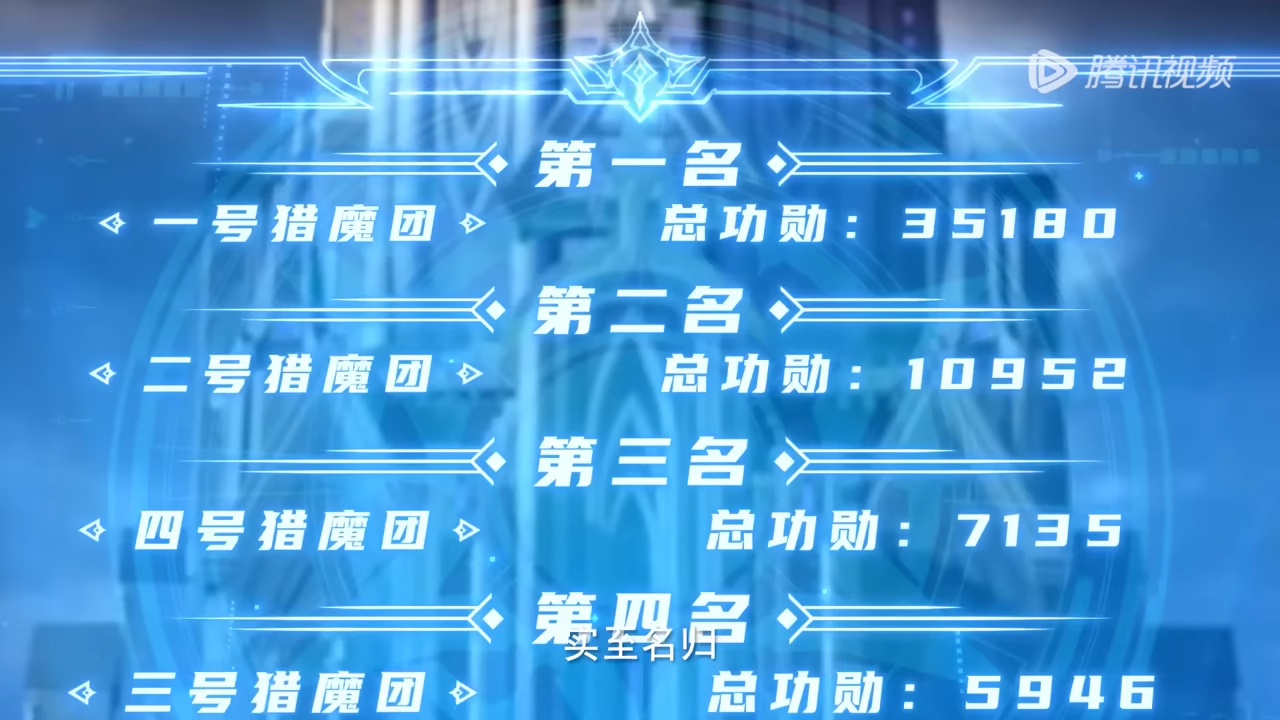 腾讯视频
第一名
一号猎魔团 总功勋：35180
第二名
二号猎魔团 总功勋：10952
第三名
四号猎魔团 总功勋：7135
第四名
实至名归
三号猎魔团 总功勋：5946